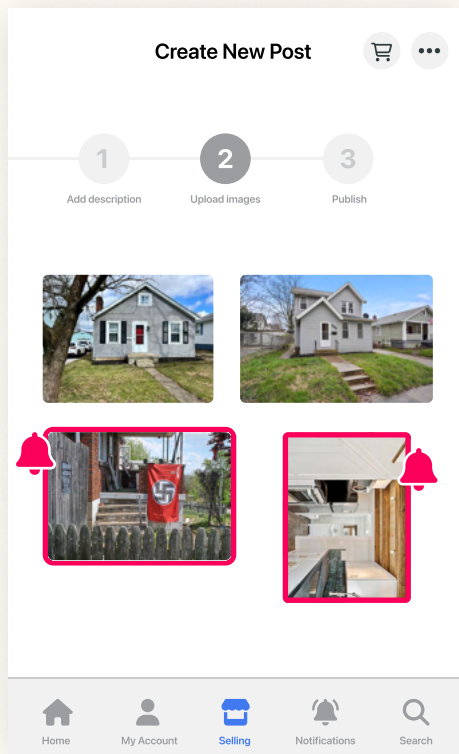 Create New Post
1
2
3
Add description
Upload images
Publish
Home
My Account
Selling
Notifications
Search